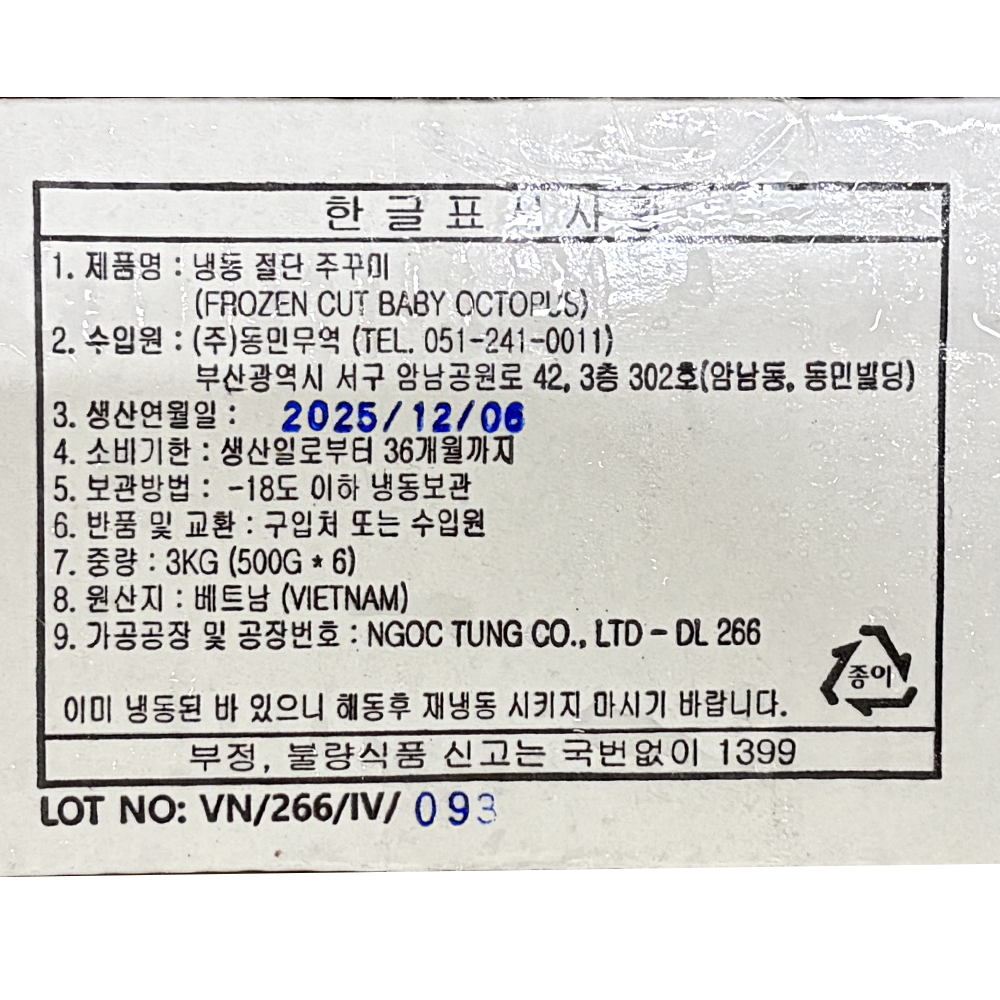 한글표시사항
1. 제품명 : 냉동 절단 주꾸미
(FROZEN CUT BABY OCTOPUS)
2. 수입원 : (주)동민무역 (TEL. 051-241-0011)
부산광역시 서구 암남공원로 42, 3층 302호(암남동, 동민빌딩)
3. 생산연월일 : 2025/12/06
4. 소비기한 : 생산일로부터 36개월까지
5. 보관방법 : -18도 이하 냉동보관
6. 반품 및 교환 : 구입처 또는 수입원
7. 중량 : 3KG (500G * 6)
8. 원산지 : 베트남 (VIETNAM)
9. 가공공장 및 공장번호 : NGOC TUNG CO., LTD - DL 266
종이
이미 냉동된 바 있으니 해동후 재냉동 시키지 마시기 바랍니다.
부정, 불량식품 신고는 국번없이 1399
LOT NO: VN/266/IV/ 093